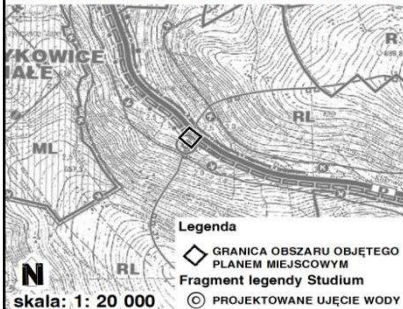 YKOWICE
IAŁE
R
RL
ML
Legenda
GRANICA OBSZARU OBJĘTEGO
PLANEM MIEJSCOWYM
Fragment legendy Studium
PROJEKTOWANE UJĘCIE WODY
RL
N
skala: 1: 20 000
P